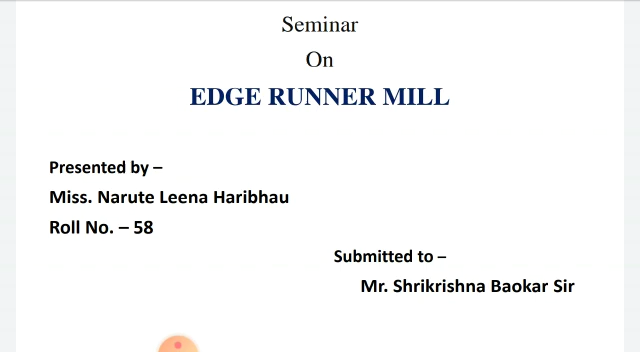 Seminar
On
EDGE RUNNER MILL
Presented by –
Miss. Narute Leena Haribhau
Roll No. – 58
Submitted to –
Mr. Shrikrishna Baokar Sir